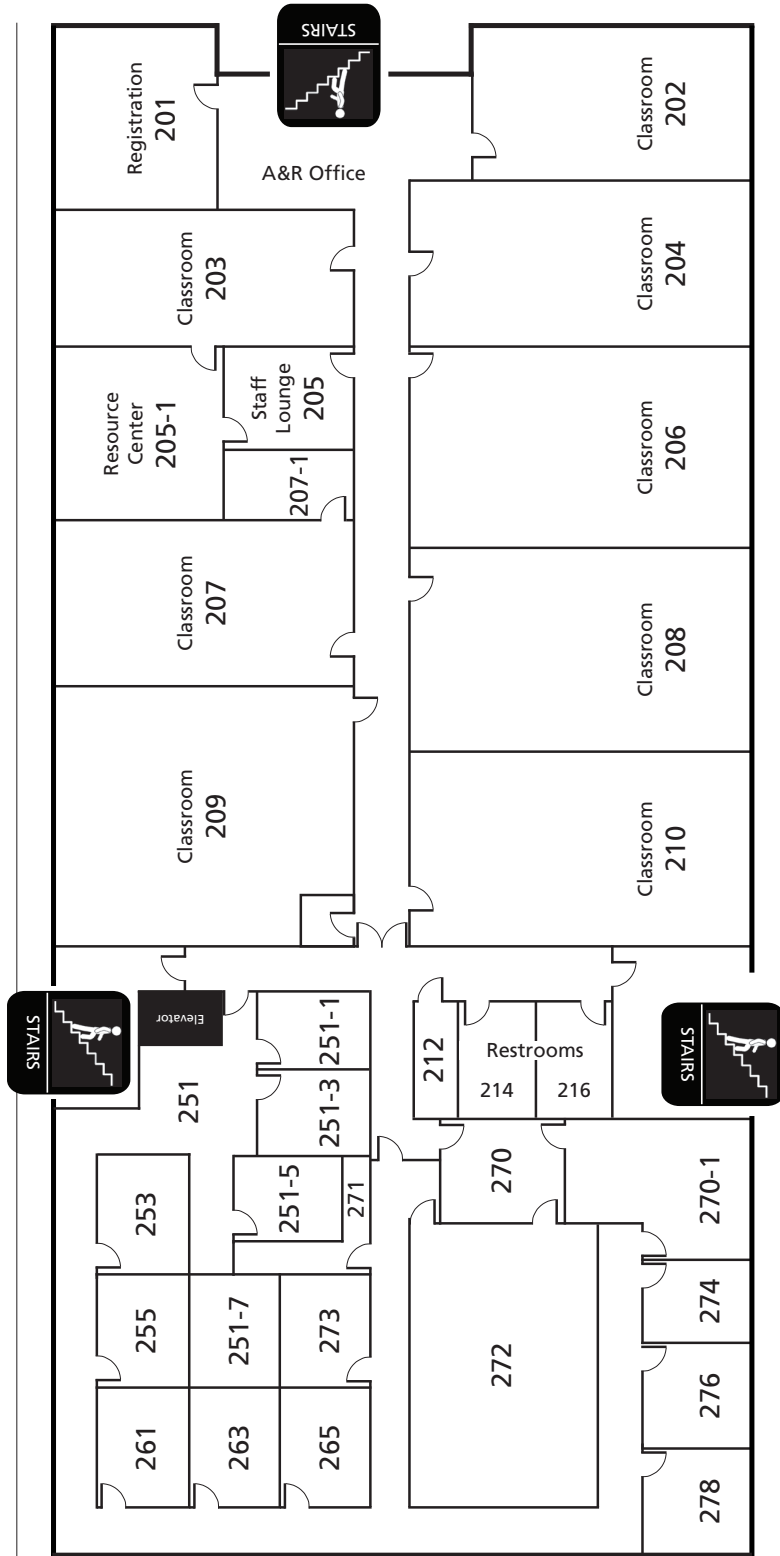 STAIRS
Registration
201
A&R Office
Classroom
202
Classroom
203
Classroom
204
Resource
Center
205-1
Staff
Lounge
205
207-1
Classroom
206
Classroom
207
Classroom
208
Classroom
209
Classroom
210
STAIRS
Elevator
251
251-1
251-3
212
Restrooms
214
216
STAIRS
253
251-5
271
270
270-1
255
251-7
273
272
274
276
261
263
265
278